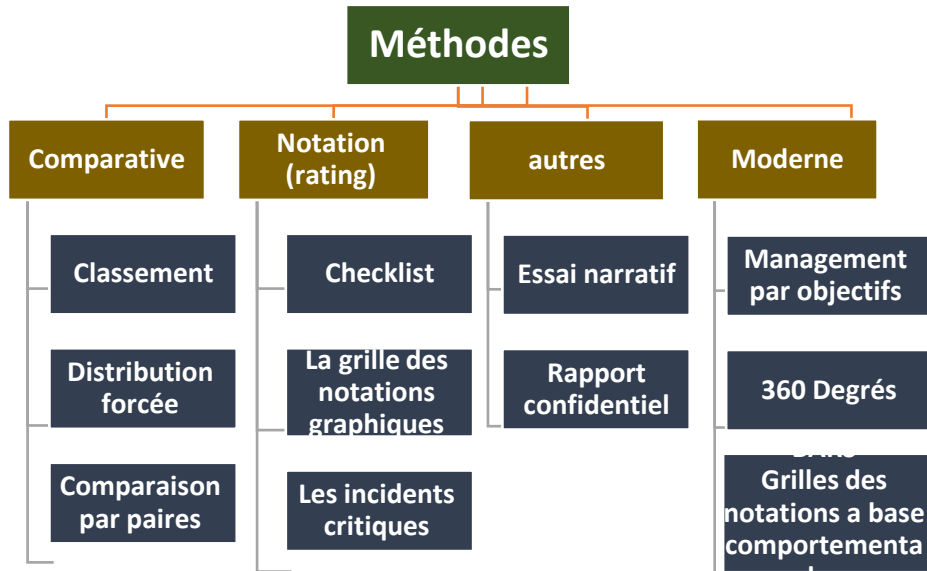 Méthodes
Comparative
Classement
Distribution
forcée
Comparaison
par paires
Notation
(rating)
Checklist
La grille des
notations
graphiques
Les incidents
critiques
autres
Essai narratif
Rapport
confidentiel
Moderne
Management
par objectifs
360 Degrés
Grilles des
notations a base
comportementa